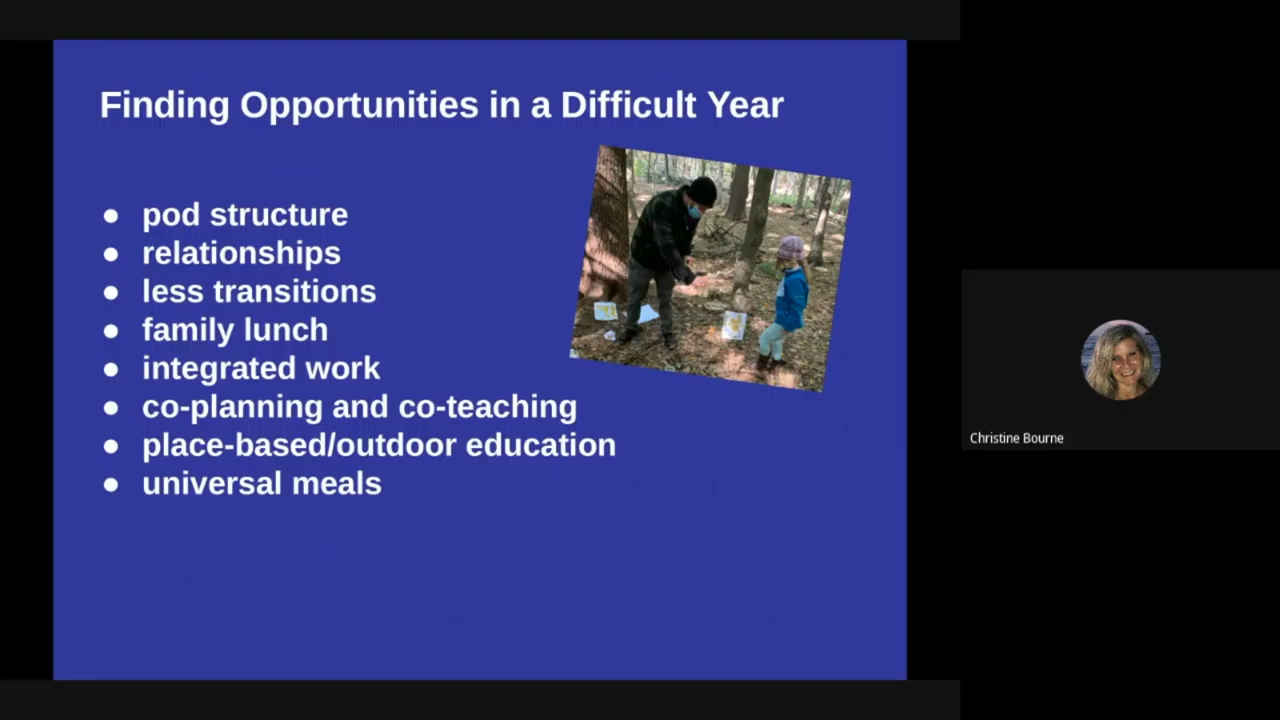 Finding Opportunities in a Difficult Year
● pod structure
● relationships
● less transitions
● family lunch
● integrated work
● co-planning and co-teaching
● place-based/outdoor education
● universal meals
Christine Bourne